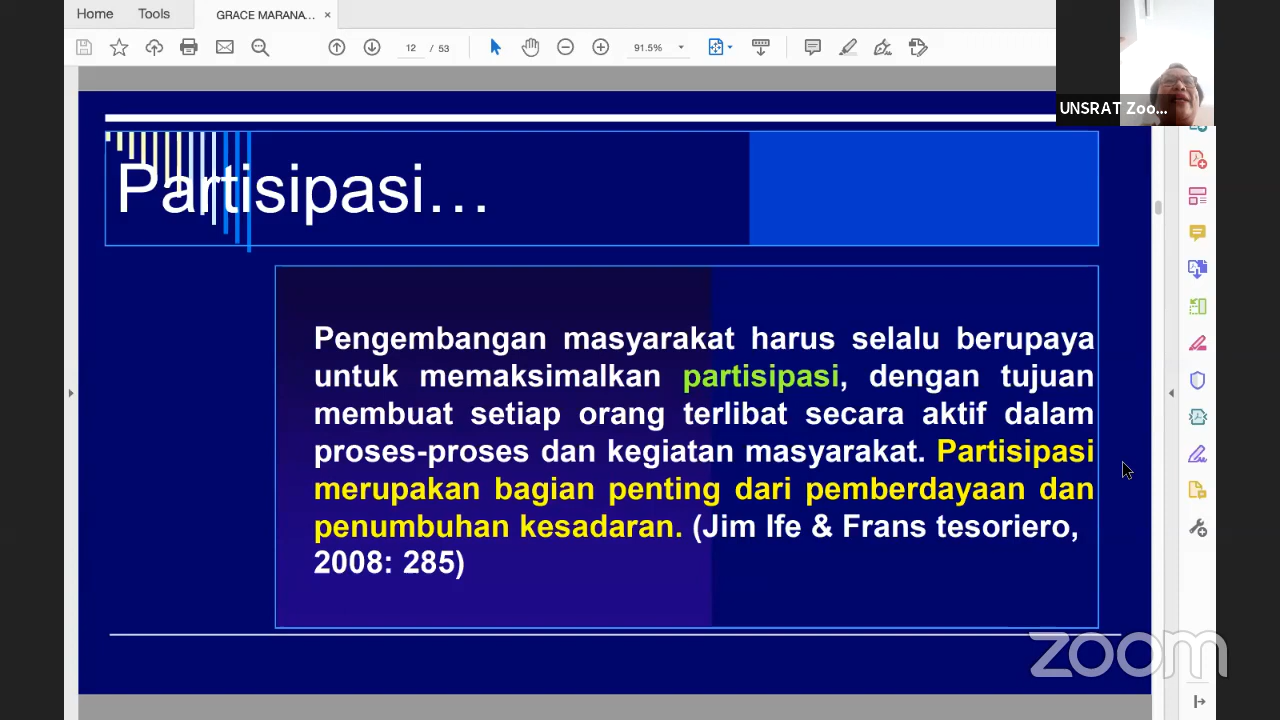 Home Tools GRACE MARANA... ×
12 / 53 91.5%
UNSRAT Zoo...
Partisipasi...
Pengembangan masyarakat harus selalu berupaya
untuk memaksimalkan partisipasi, dengan tujuan
membuat setiap orang terlibat secara aktif dalam
proses-proses dan kegiatan masyarakat. Partisipasi
merupakan bagian penting dari pemberdayaan dan
penumbuhan kesadaran. (Jim Ife & Frans tesoriero,
2008: 285)
zoom